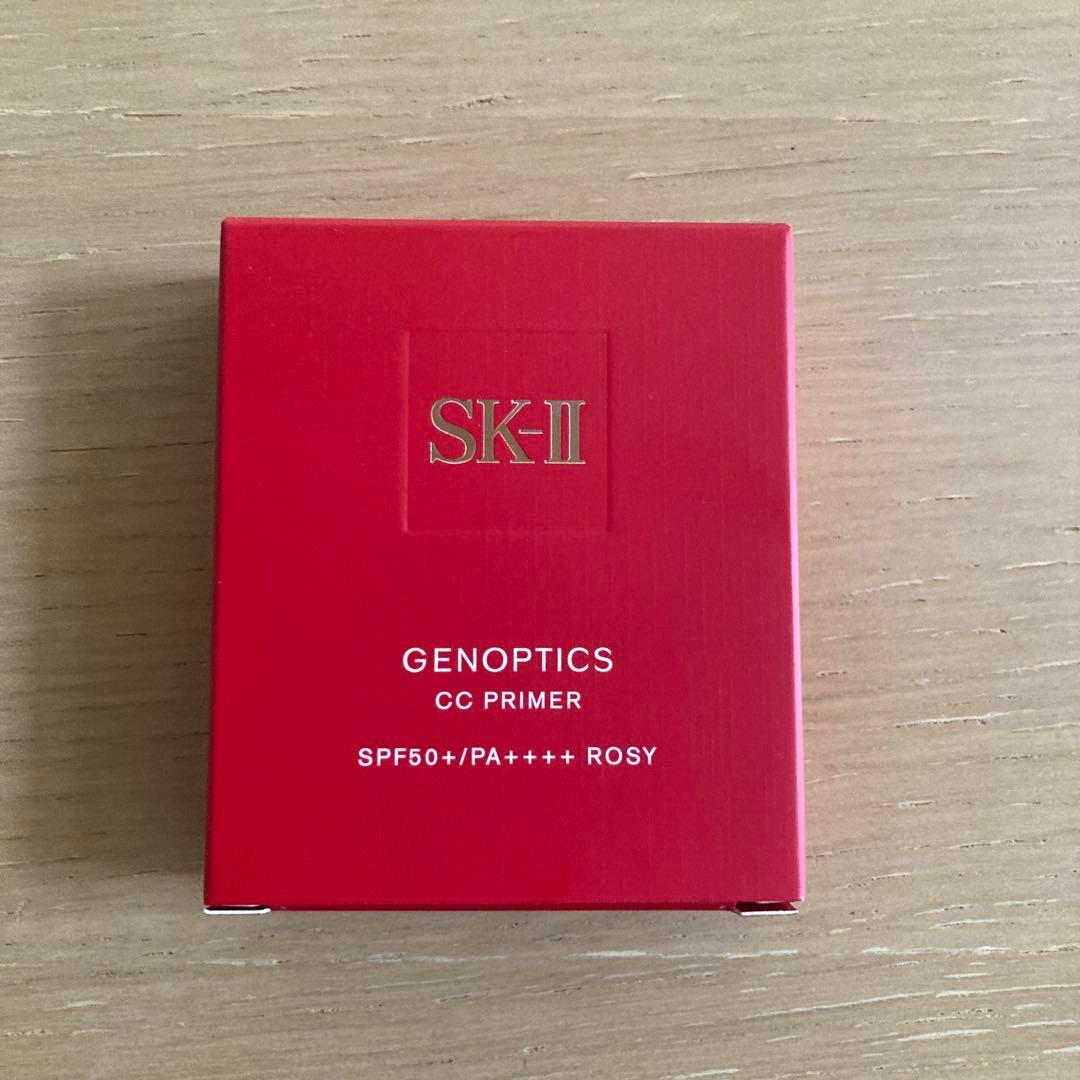 SK-II
GENOPTICS
CC PRIMER
SPF50+/PA++++ ROSY